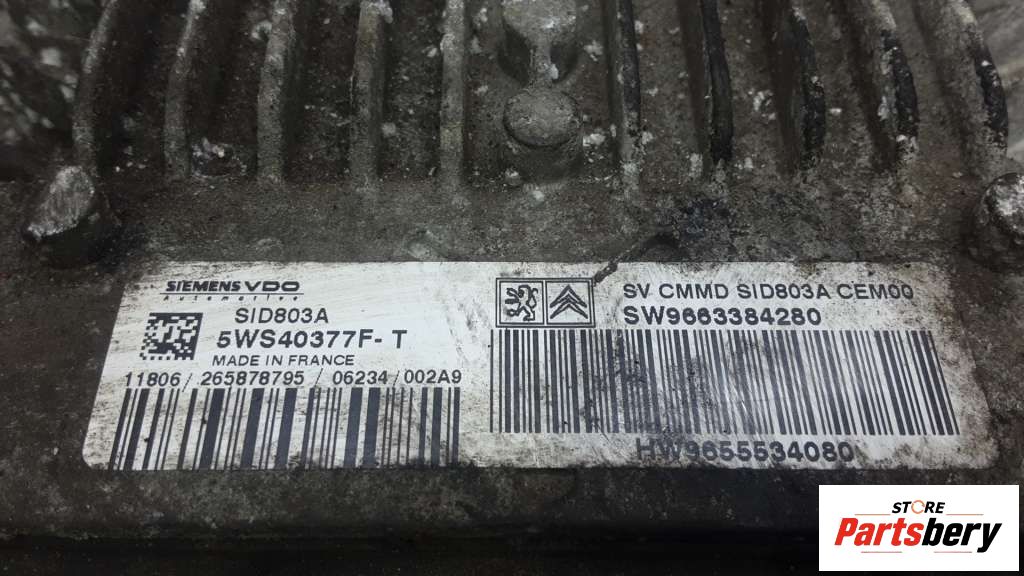 SIEMENS VDO
Automotive
SID803A
5WS40377F-T
MADE IN FRANCE
11806/265878795/06234/002A9
SV CMMD SID803A CEM00
SW9663384280
HW9655534080
STORE
Partsbery